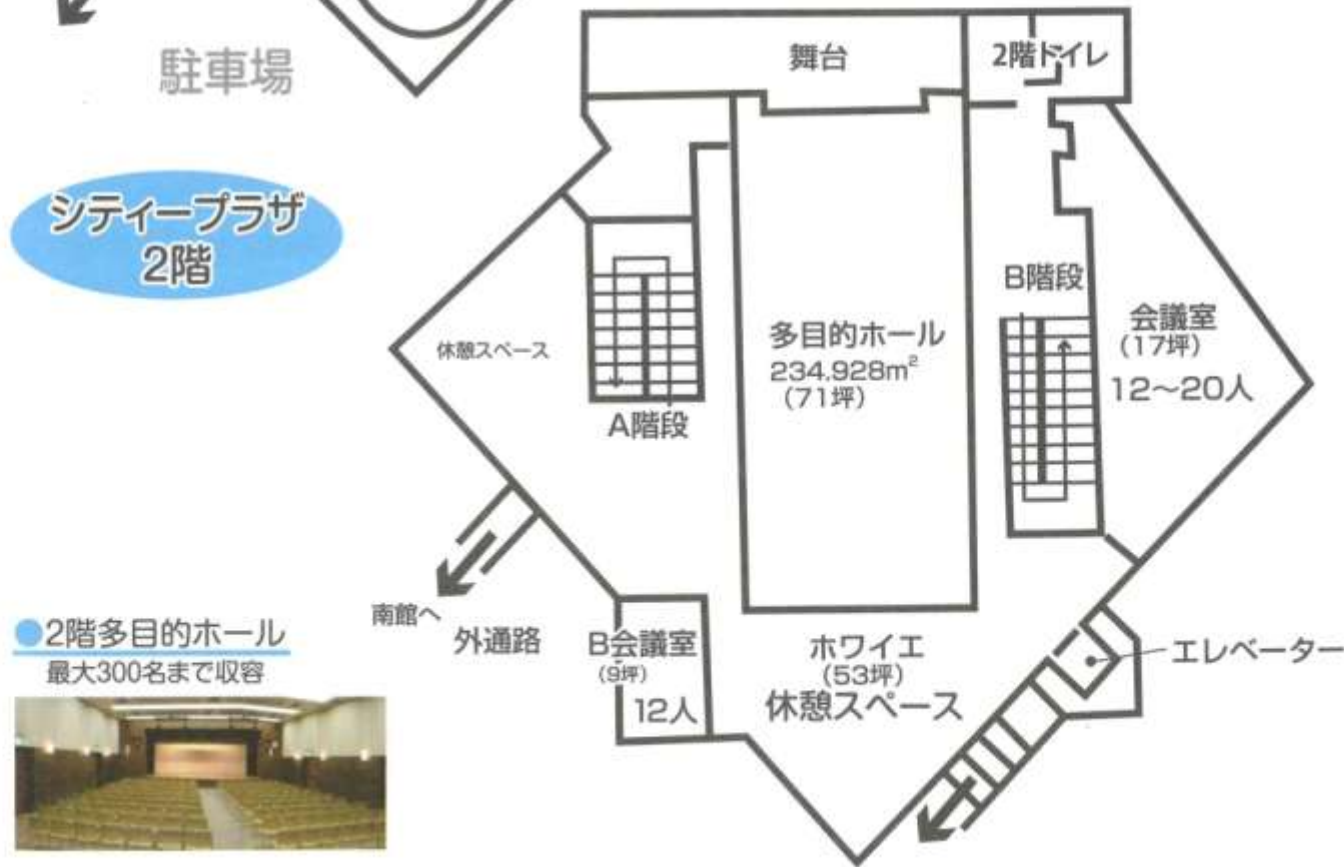 駐車場
シティープラザ
2階
舞台
2階トイレ
休憩スペース
A階段
多目的ホール
234,928m²
(71坪)
B階段
会議室
(17坪)
12〜20人
南館へ
外通路
B会議室
(9坪)
12人
ホワイエ
(53坪)
休憩スペース
エレベーター
●2階多目的ホール
最大300名まで収容